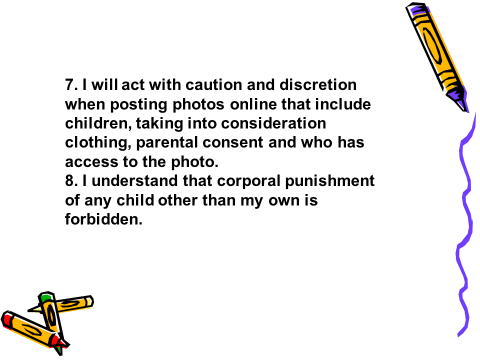 7. I will act with caution and discretion
when posting photos online that include
children, taking into consideration
clothing, parental consent and who has
access to the photo.
8. I understand that corporal punishment
of any child other than my own is
forbidden.